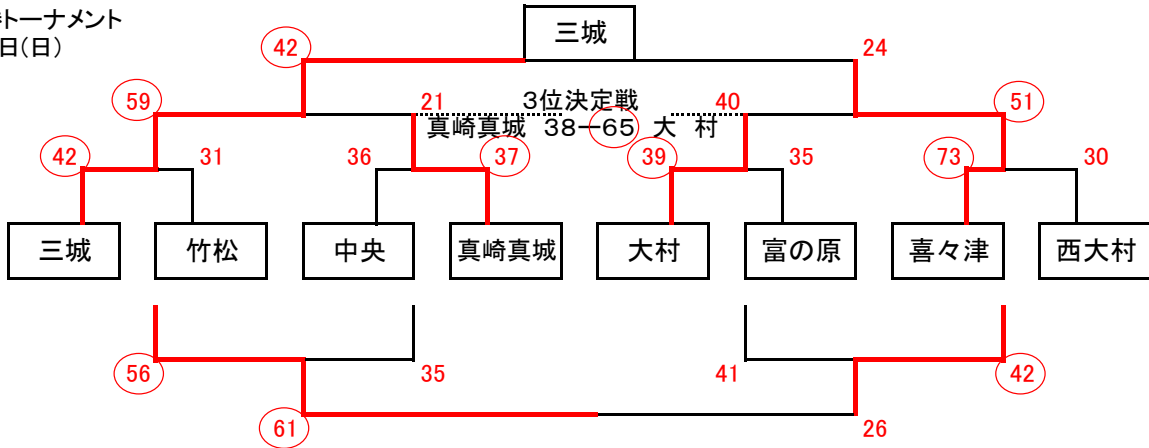 トーナメント
日(日)
三城
42
24
59
21
3位決定戦
40
51
真崎真城 38―65 大 村
42
31
36
37
39
35
73
30
三城
竹松
中央
真崎真城
大村
富の原
喜々津
西大村
56
35
41
42
61
26